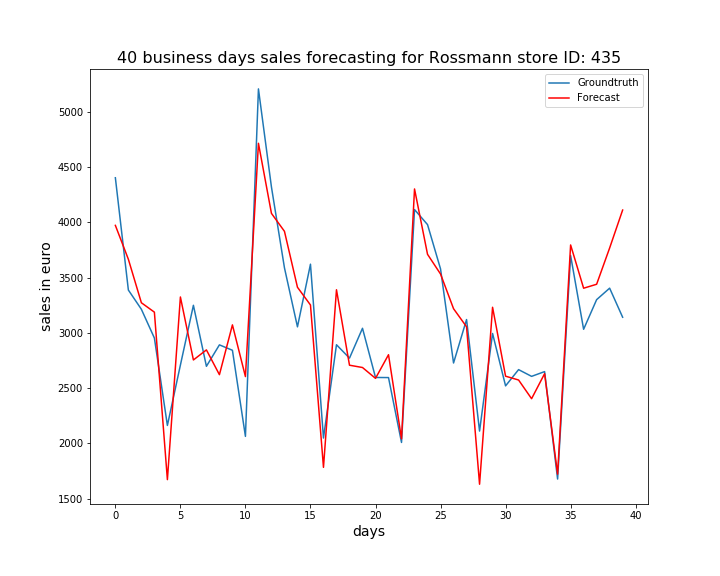 40 business days sales forecasting for Rossmann store ID: 435
Groundtruth
Forecast
5000
4500
4000
3500
3000
2500
2000
1500
sales in euro
0 5 10 15 20 25 30 35 40
days